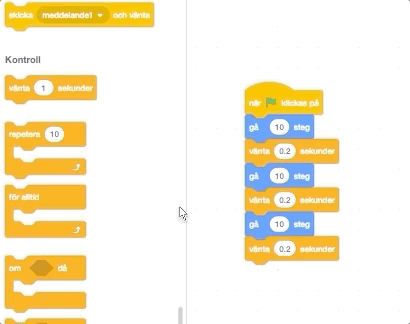 skicka meddelande1 och vänta
Kontroll
vänta 1 sekunder
repetera 10
för alltid
om då
när klickas på
gå 10 steg
vänta 0.2 sekunder
gå 10 steg
vänta 0.2 sekunder
gå 10 steg
vänta 0.2 sekunder